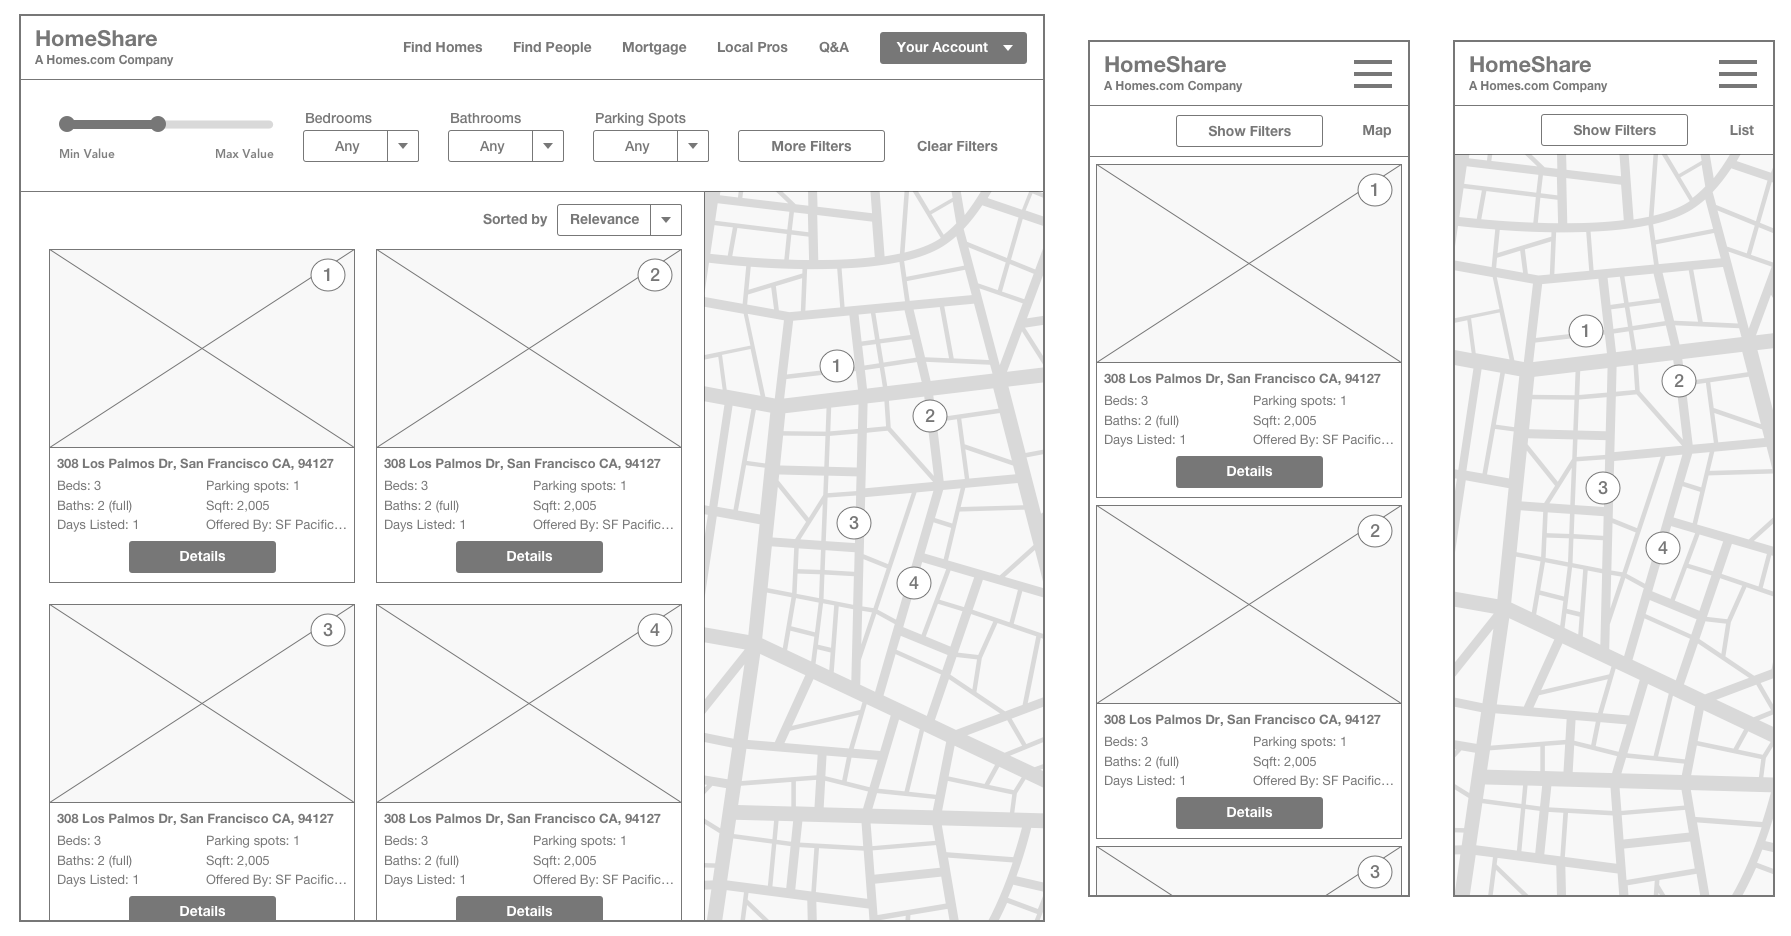 HomeShare
A Homes.com Company
Find Homes Find People Mortgage Local Pros Q&A Your Account
Bedrooms Bathrooms Parking Spots
Any Any Any More Filters Clear Filters
Min Value Max Value
Sorted by Relevance
1 2
308 Los Palmos Dr, San Francisco CA, 94127
Beds: 3 Parking spots: 1
Baths: 2 (full) Sqft: 2,005
Days Listed: 1 Offered By: SF Pacific...
Details
308 Los Palmos Dr, San Francisco CA, 94127
Beds: 3 Parking spots: 1
Baths: 2 (full) Sqft: 2,005
Days Listed: 1 Offered By: SF Pacific...
Details
3 4
308 Los Palmos Dr, San Francisco CA, 94127
Beds: 3 Parking spots: 1
Baths: 2 (full) Sqft: 2,005
Days Listed: 1 Offered By: SF Pacific...
Details
308 Los Palmos Dr, San Francisco CA, 94127
Beds: 3 Parking spots: 1
Baths: 2 (full) Sqft: 2,005
Days Listed: 1 Offered By: SF Pacific...
Details
1
2
3
4
HomeShare
A Homes.com Company
Show Filters Map
1
308 Los Palmos Dr, San Francisco CA, 94127
Beds: 3 Parking spots: 1
Baths: 2 (full) Sqft: 2,005
Days Listed: 1 Offered By: SF Pacific...
Details
2
308 Los Palmos Dr, San Francisco CA, 94127
Beds: 3 Parking spots: 1
Baths: 2 (full) Sqft: 2,005
Days Listed: 1 Offered By: SF Pacific...
Details
3
HomeShare
A Homes.com Company
Show Filters List
1
2
3
4